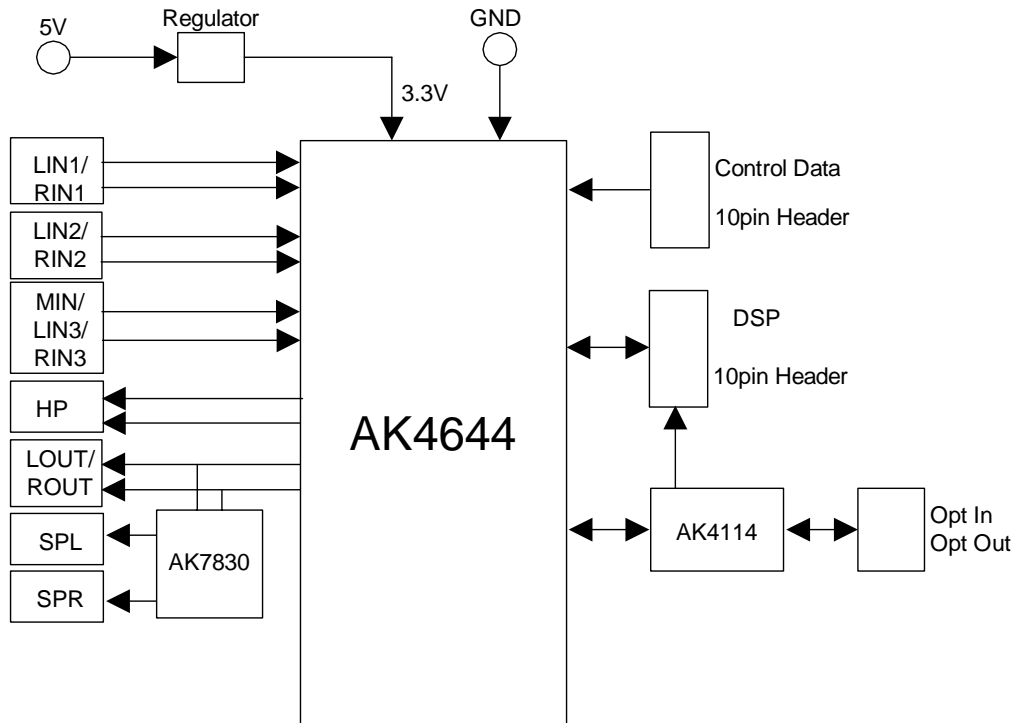 5V
Regulator
GND
3.3V
LIN1/
RIN1
LIN2/
RIN2
MIN/
LIN3/
RIN3
HP
LOUT/
ROUT
SPL
SPR
AK7830
AK4644
Control Data
10pin Header
DSP
10pin Header
AK4114
Opt In
Opt Out